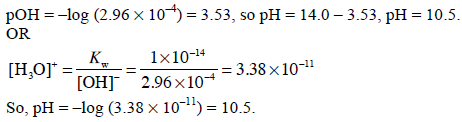 pOH = –log (2.96 × 10⁻⁴) = 3.53, so pH = 14.0 – 3.53, pH = 10.5.
OR
[H₃O]⁺ = K_w / [OH]⁻ = 1×10⁻¹⁴ / 2.96×10⁻⁴ = 3.38×10⁻¹¹
So, pH = –log (3.38 × 10⁻¹¹) = 10.5.